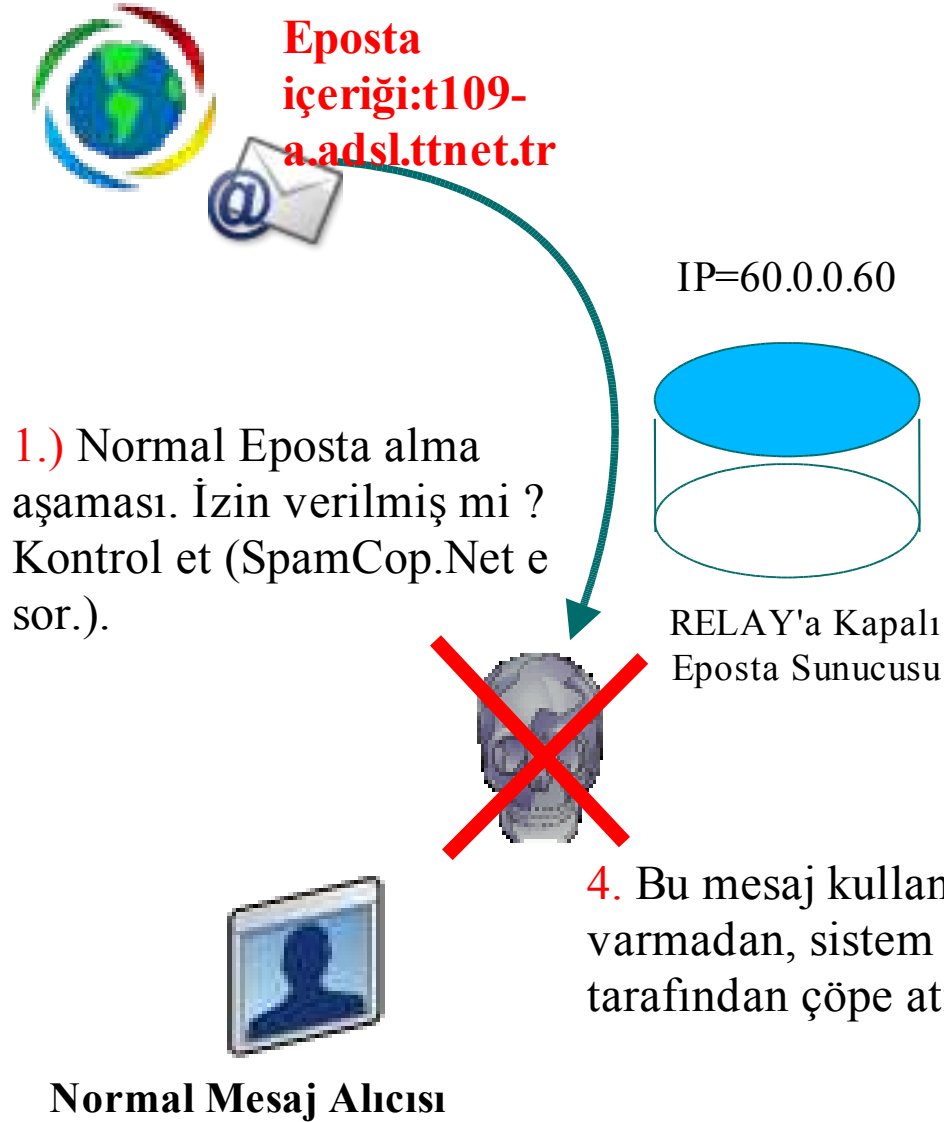 Eposta
içeriği:t109-
a.adsl.ttnet.tr
IP=60.0.0.60
1.) Normal Eposta alma
aşaması. İzin verilmiş mi ?
Kontrol et (SpamCop.Net e
sor.).
RELAY'a Kapalı
Eposta Sunucusu
4. Bu mesaj
varmadan, sistem
tarafından çöpe
Normal Mesaj Alıcısı